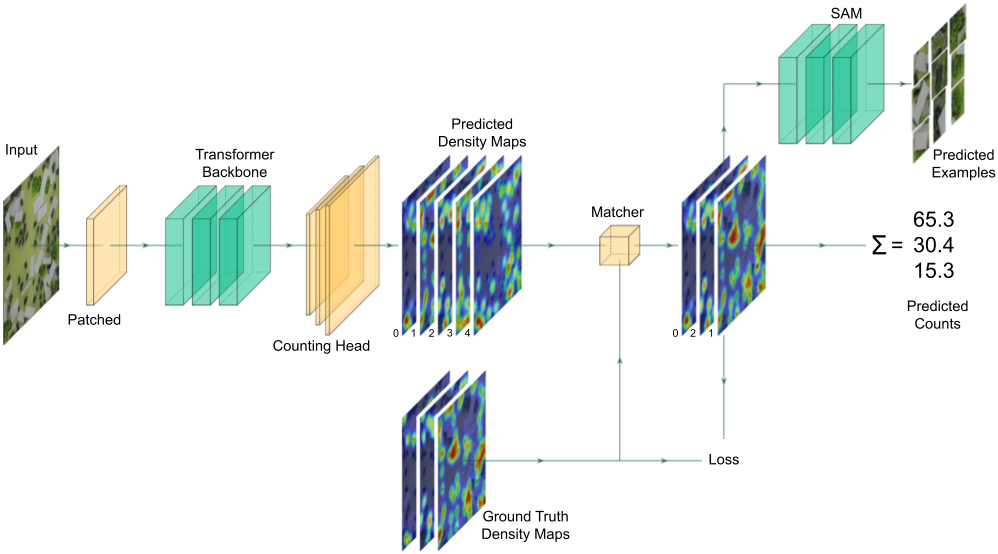 SAM
Input
Transformer
Backbone
Predicted
Density Maps
Predicted
Examples
Matcher
Patched
Counting Head
0 1 2 3 4
0 2 1
Σ = 65.3
30.4
15.3
Predicted
Counts
Loss
Ground Truth
Density Maps